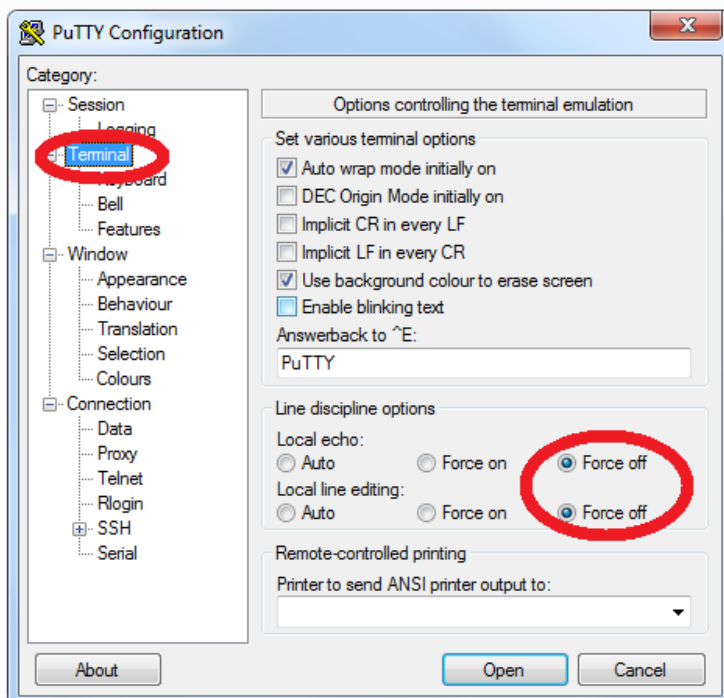 PuTTY Configuration
Category:
Session
Logging
Terminal
Keyboard
Bell
Features
Window
Appearance
Behaviour
Translation
Selection
Colours
Connection
Data
Proxy
Telnet
Rlogin
SSH
Serial
Options controlling the terminal emulation
Set various terminal options
Auto wrap mode initially on
DEC Origin Mode initially on
Implicit CR in every LF
Implicit LF in every CR
Use background colour to erase screen
Enable blinking text
Answerback to ^E:
PuTTY
Line discipline options
Local echo:
Auto Force on Force off
Local line editing:
Auto Force on Force off
Remote-controlled printing
Printer to send ANSI printer output to:
About Open Cancel